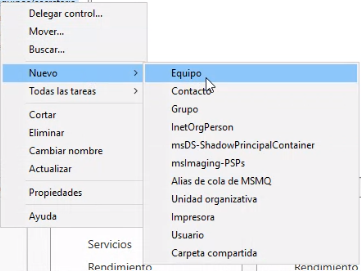 Delegar control...
Mover...
Buscar...
Nuevo
Todas las tareas
Cortar
Eliminar
Cambiar nombre
Actualizar
Propiedades
Ayuda
Equipo
Contacto
Grupo
InetOrgPerson
msDS-ShadowPrincipalContainer
msImaging-PSPs
Alias de cola de MSMQ
Unidad organizativa
Impresora
Usuario
Carpeta compartida
Servicios
Rendimiento
Rendimiento